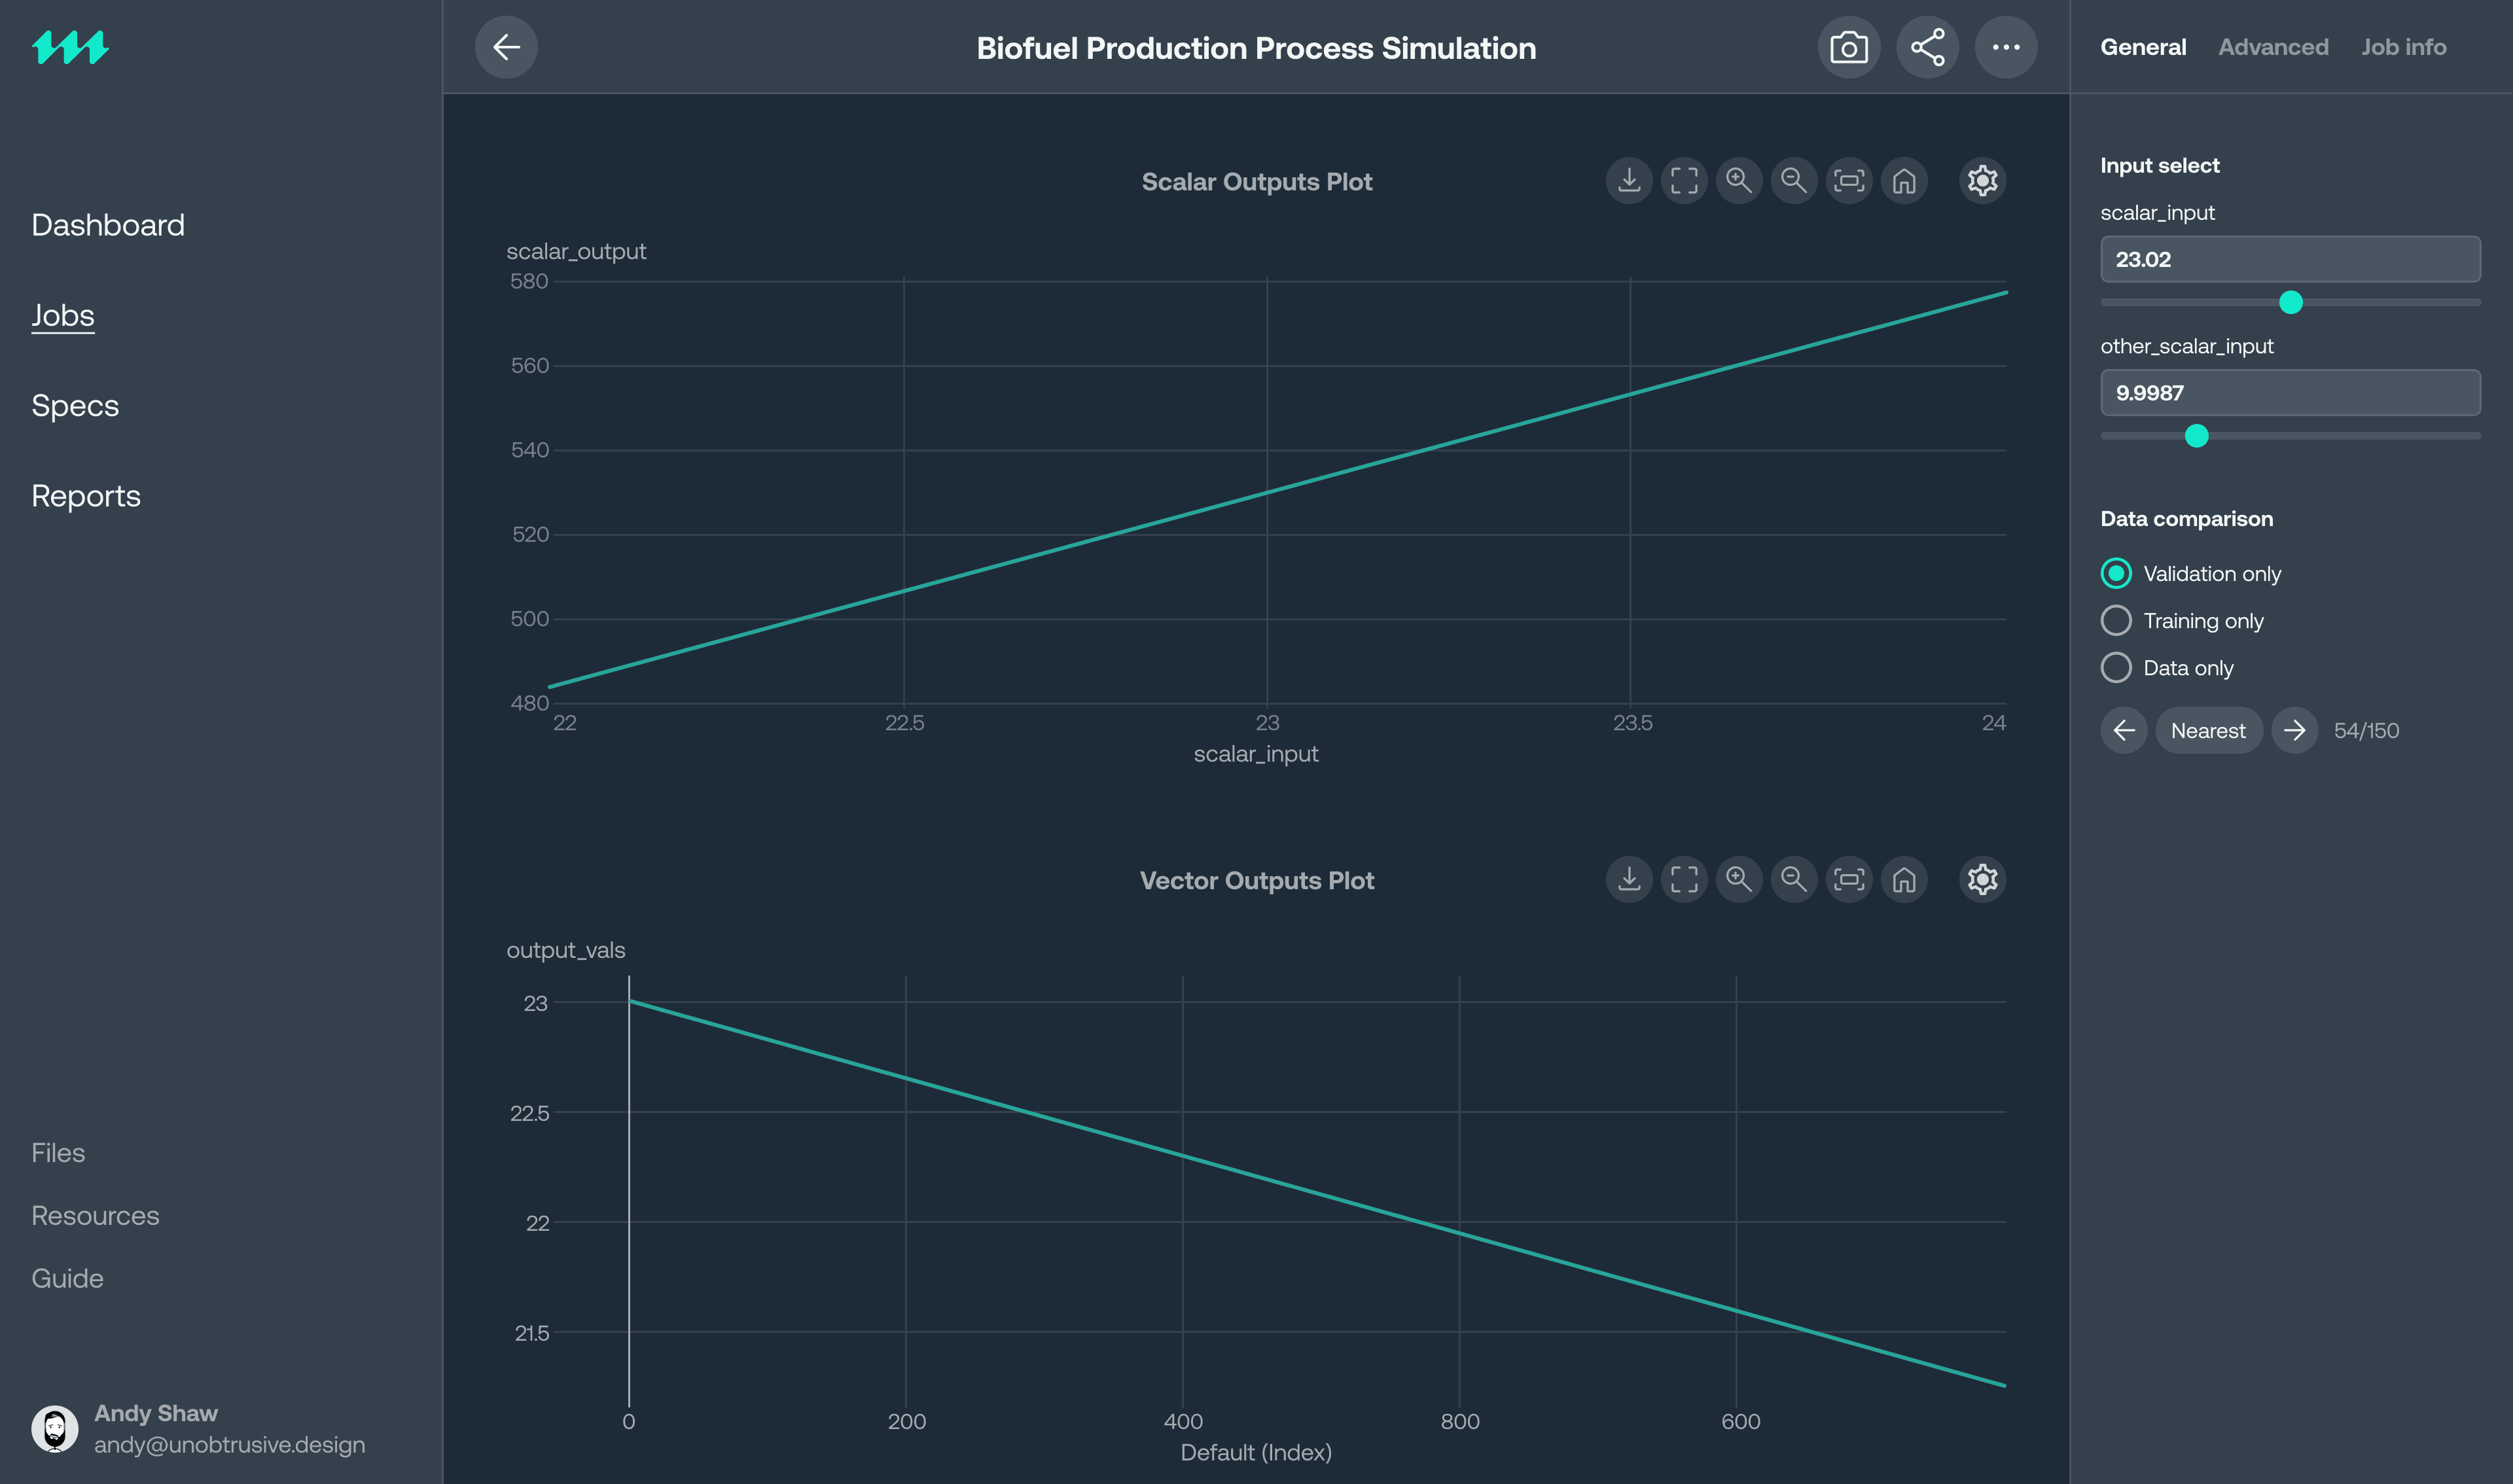 Dashboard
Jobs
Specs
Reports
Files
Resources
Guide
Andy Shaw
andy@unobtrusive.design
Biofuel Production Process Simulation
Scalar Outputs Plot
scalar_output
580
560
540
520
500
480
22 22.5 23 23.5 24
scalar_input
Vector Outputs Plot
output_vals
23
22.5
22
21.5
0 200 400 800 600
Default (Index)
General Advanced Job info
Input select
scalar_input
23.02
other_scalar_input
9.9987
Data comparison
Validation only
Training only
Data only
Nearest 54/150